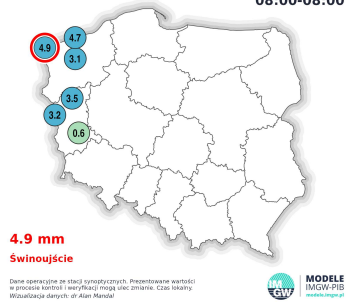 08:00-08:00
4.7
4.9
3.1
3.5
3.2
0.6
4.9 mm
Świnoujście
Dane operacyjne ze stacji synoptycznych. Prezentowane wartości
w procesie kontroli i weryfikacji mogą ulec zmianie. Czas lokalny.
Wizualizacja danych: dr Alan Mandal
IM
GW
MODELE
IMGW-PIB
modele.imgw.pl